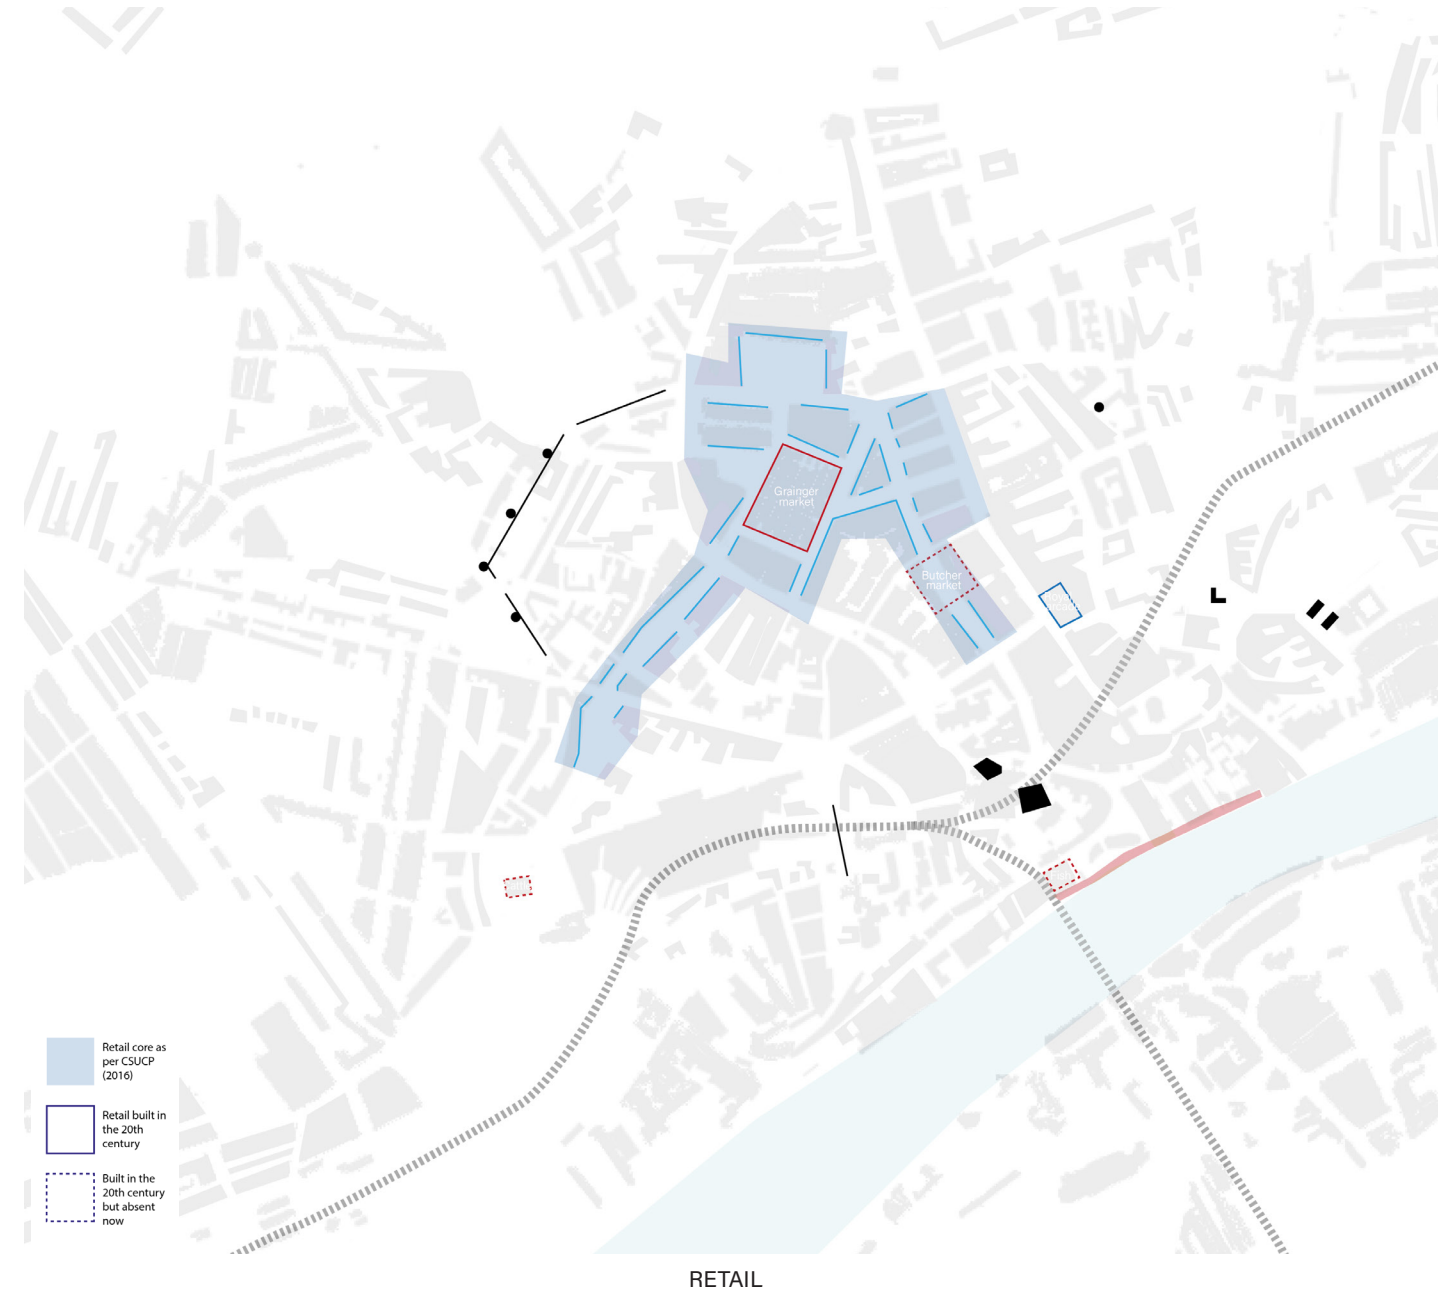 Grainger
market
Butcher
market
Retail core as
per CSUCP
(2016)
Retail built in
the 20th
century
Built in the
20th century
but absent
now
RETAIL